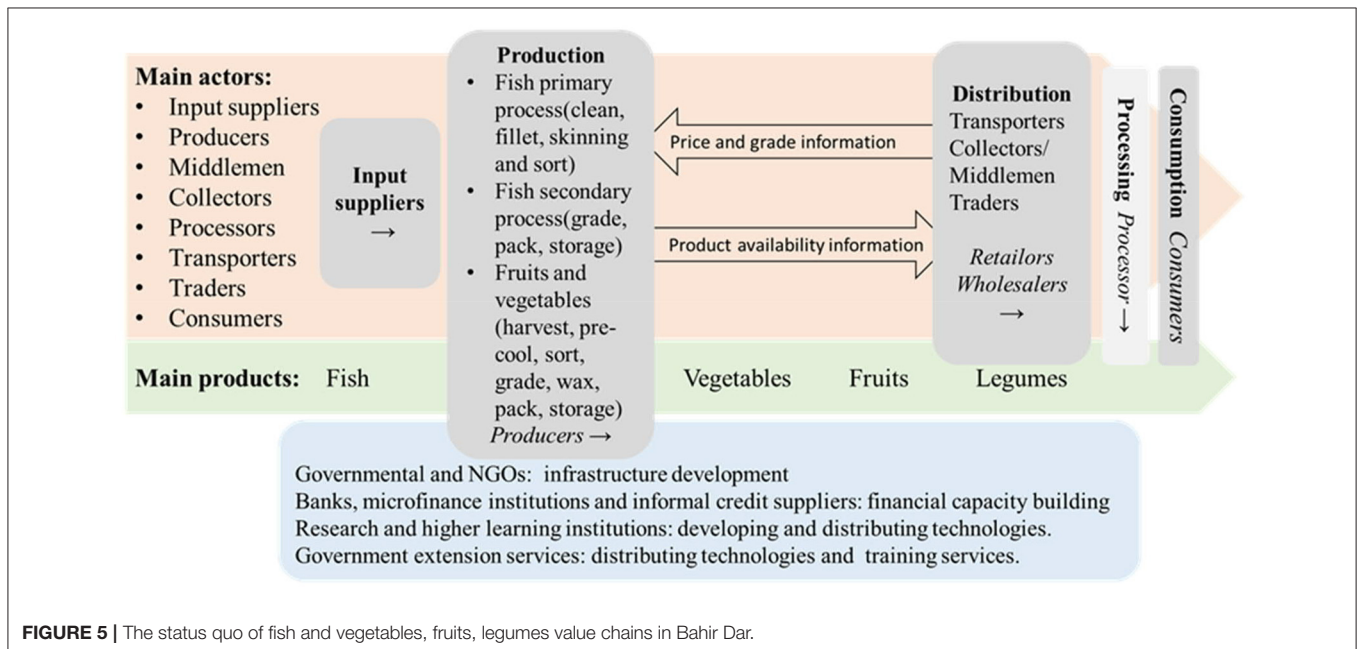 Main actors:
• Input suppliers
• Producers
• Middlemen
• Collectors
• Processors
• Transporters
• Traders
• Consumers
Input
suppliers
→
Production
• Fish primary
process(clean,
fillet, skinning
and sort)
• Fish secondary
process(grade,
pack, storage)
• Fruits and
vegetables
(harvest, pre-
cool, sort,
grade, wax,
pack, storage)
Producers →
Price and grade information
Product availability information
Distribution
Transporters
Collectors/
Middlemen
Traders
Retailors
Wholesalers
→
Processing Processor →
Consumption Consumers
Main products: Fish Vegetables Fruits Legumes
Governmental and NGOs: infrastructure development
Banks, microfinance institutions and informal credit suppliers: financial capacity building
Research and higher learning institutions: developing and distributing technologies.
Government extension services: distributing technologies and training services.
FIGURE 5 | The status quo of fish and vegetables, fruits, legumes value chains in Bahir Dar.